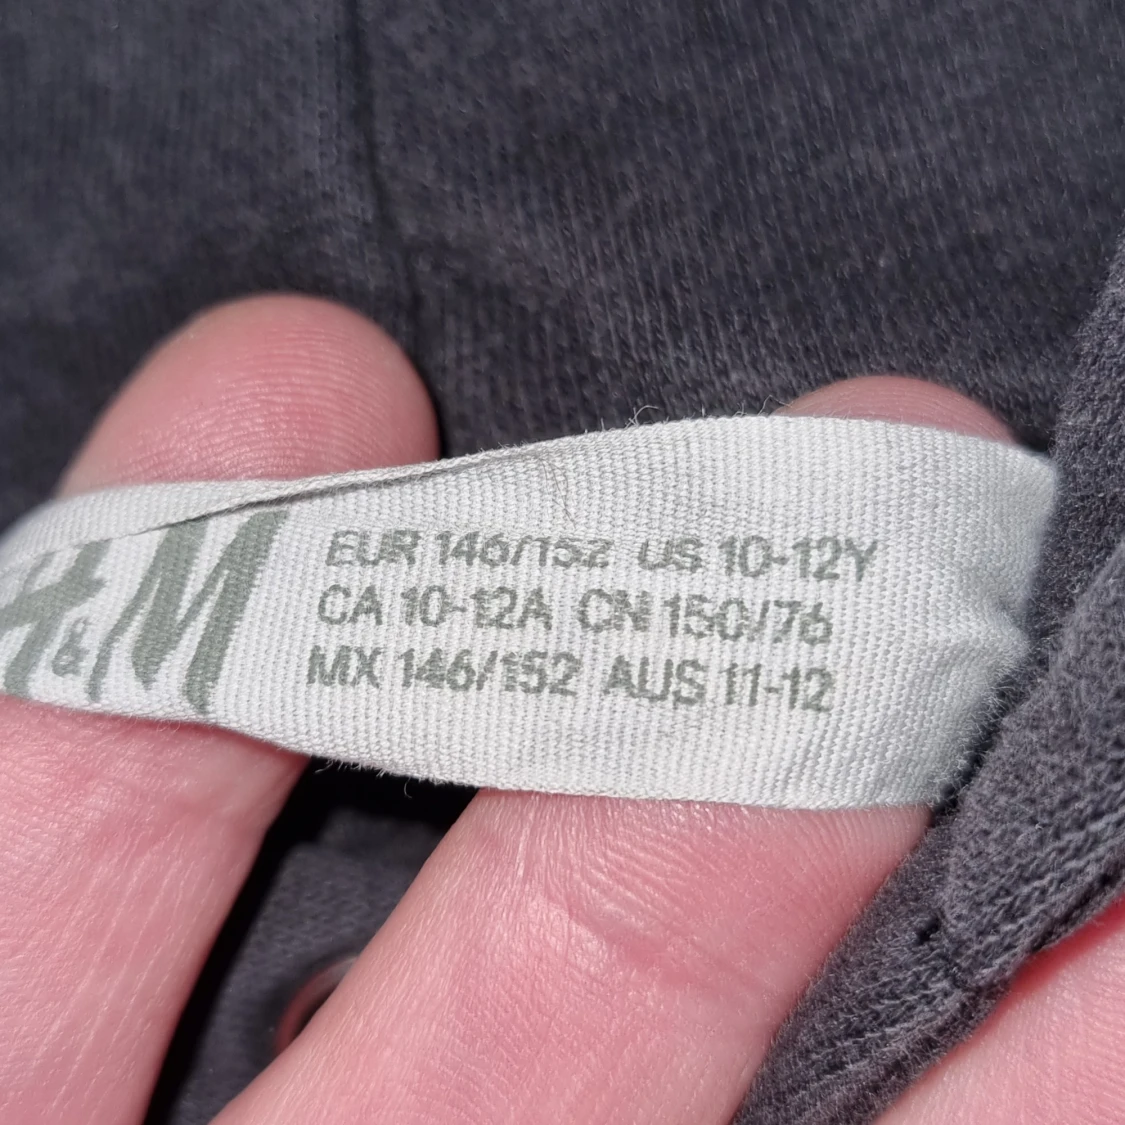 H&M
EUR 146/152 US 10-12Y
CA 10-12A CN 150/76
MX 146/152 AUS 11-12